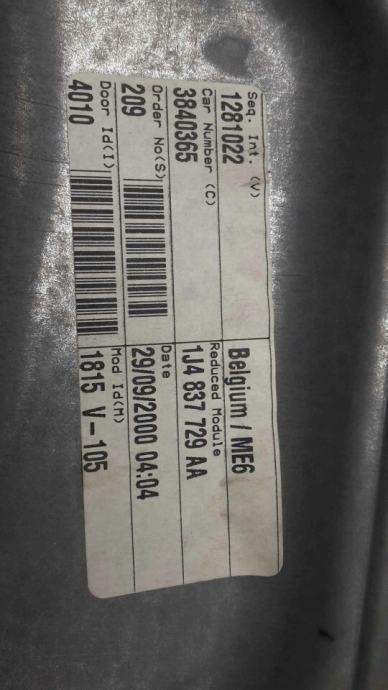 Seq. Int. (V)
1281022
Belgium / ME6
Car Number (C)
3840365
Reduced Module
1J4 837 729 AA
Order No(S)
209
Date
29/09/2000 04:04
Door Id(I)
4010
Mod Id(M)
1815 V-105